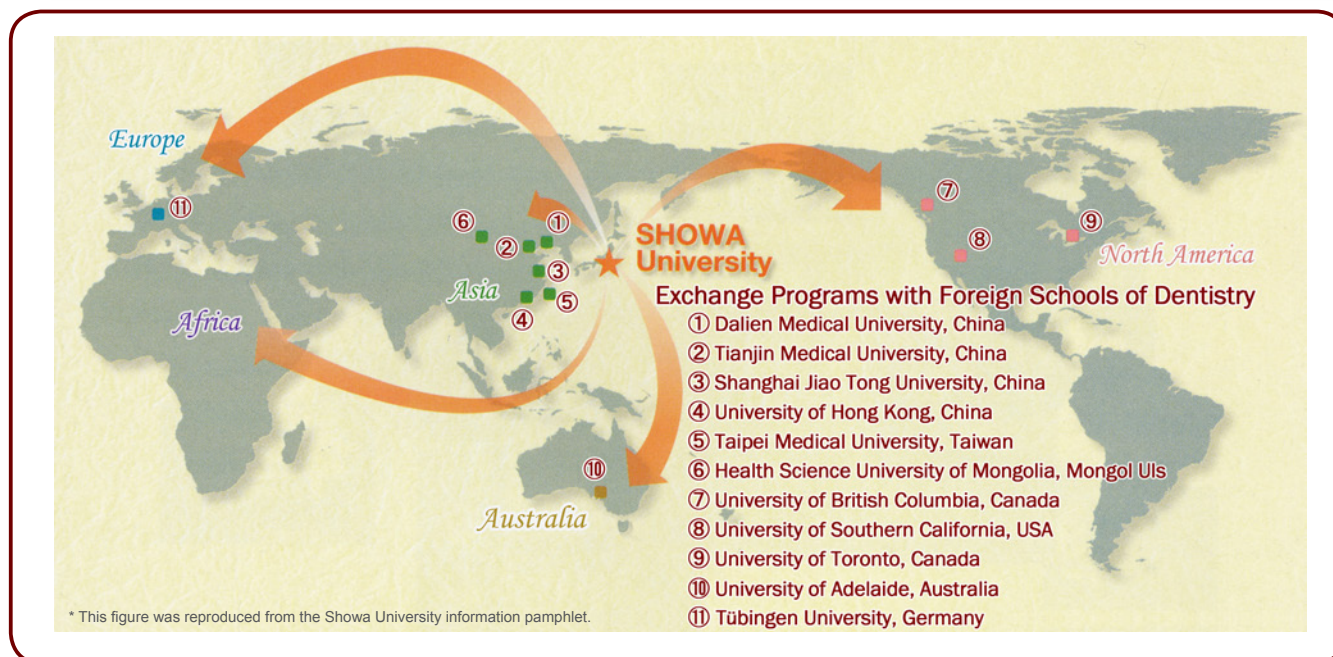 Europe
⑪
⑥
①
②
③
Asia
④
⑤
Africa
SHOWA
University
⑦
⑧
⑨
North America
⑩
Australia
Exchange Programs with Foreign Schools of Dentistry
① Dalien Medical University, China
② Tianjin Medical University, China
③ Shanghai Jiao Tong University, China
④ University of Hong Kong, China
⑤ Taipei Medical University, Taiwan
⑥ Health Science University of Mongolia, Mongol Uls
⑦ University of British Columbia, Canada
⑧ University of Southern California, USA
⑨ University of Toronto, Canada
⑩ University of Adelaide, Australia
⑪ Tübingen University, Germany
* This figure was reproduced from the Showa University information pamphlet.